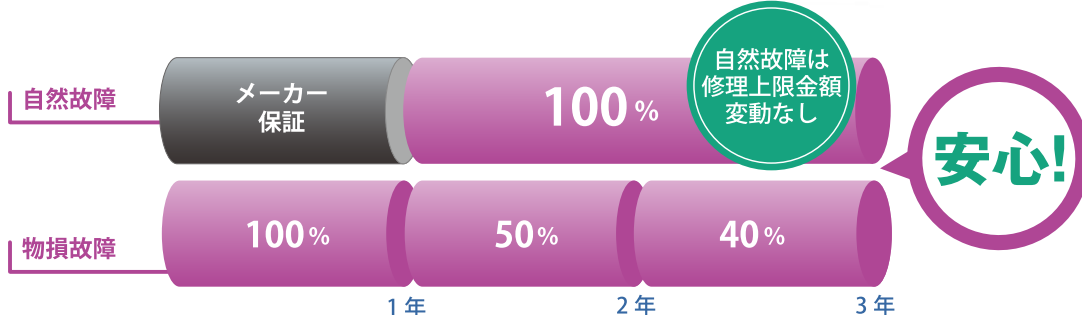 自然故障
メーカー
保証
100%
自然故障は
修理上限金額
変動なし
安心!
物損故障
100%
50%
40%
1年
2年
3年